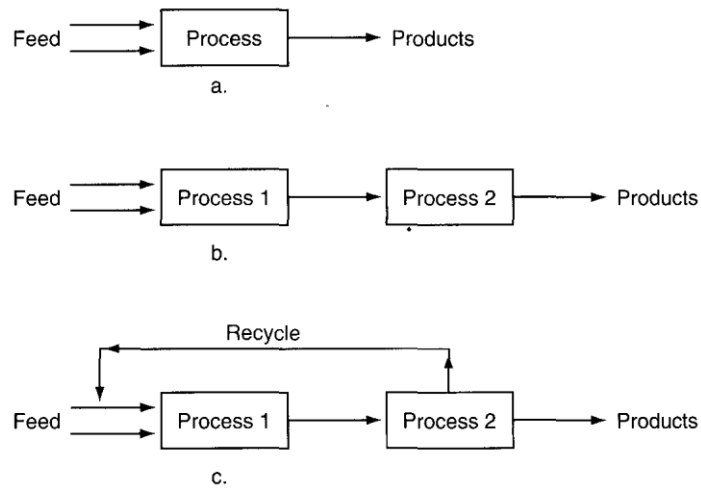 Feed Process Products
a.
Feed Process 1 Process 2 Products
b.
Recycle
Feed Process 1 Process 2 Products
c.